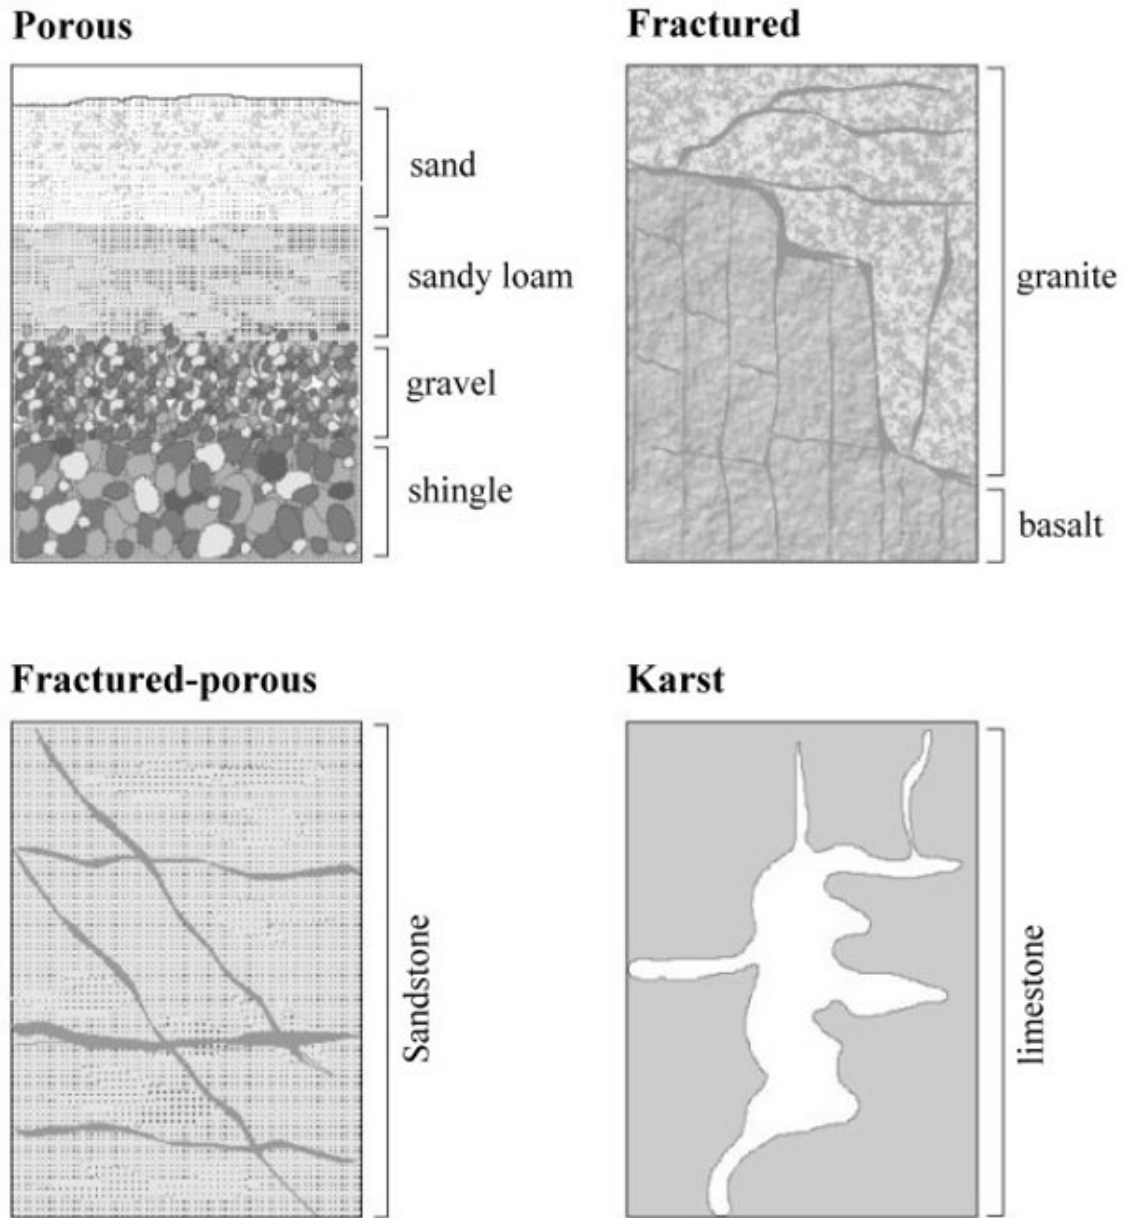 Porous
sand
sandy loam
gravel
shingle
Fractured
granite
basalt
Fractured-porous
Sandstone
Karst
limestone